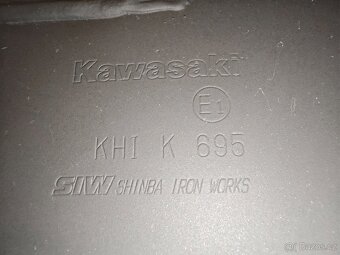 Kawasaki
E1
KHI K 695
SIW SHINBA IRON WORKS